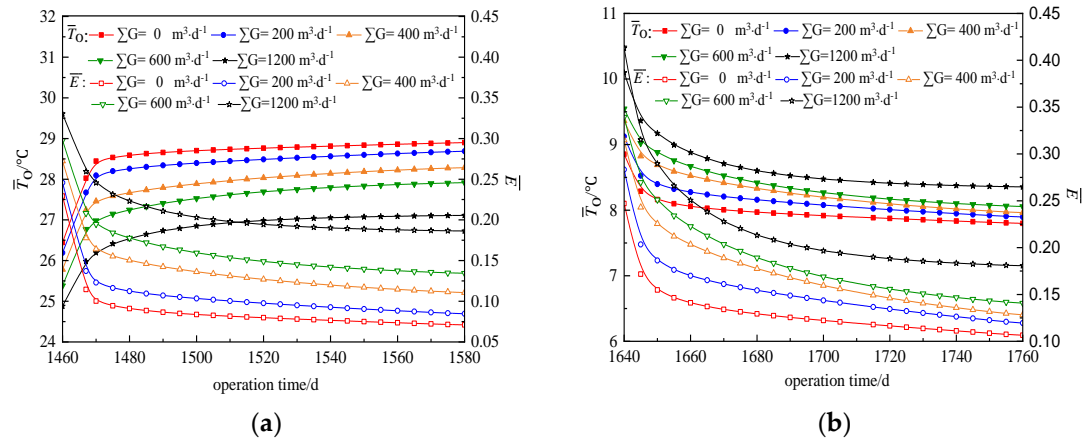 T̅O: ∑G= 0 m³·d⁻¹ ∑G= 200 m³·d⁻¹ ∑G= 400 m³·d⁻¹
∑G= 600 m³·d⁻¹ ∑G=1200 m³·d⁻¹
E̅: ∑G= 0 m³·d⁻¹ ∑G= 200 m³·d⁻¹ ∑G= 400 m³·d⁻¹
∑G= 600 m³·d⁻¹ ∑G=1200 m³·d⁻¹
32
31
30
29
28
27
26
25
24
T̅O/°C
0.45
0.40
0.35
0.30
0.25
0.20
0.15
0.10
0.05
E̅
1460 1480 1500 1520 1540 1560 1580
operation time/d
(a)
T̅O: ∑G= 0 m³·d⁻¹ ∑G= 200 m³·d⁻¹ ∑G= 400 m³·d⁻¹
∑G= 600 m³·d⁻¹ ∑G=1200 m³·d⁻¹
E̅: ∑G= 0 m³·d⁻¹ ∑G= 200 m³·d⁻¹ ∑G= 400 m³·d⁻¹
∑G= 600 m³·d⁻¹ ∑G=1200 m³·d⁻¹
11
10
9
8
7
6
T̅O/°C
0.45
0.40
0.35
0.30
0.25
0.20
0.15
0.10
E̅
1640 1660 1680 1700 1720 1740 1760
operation time/d
(b)